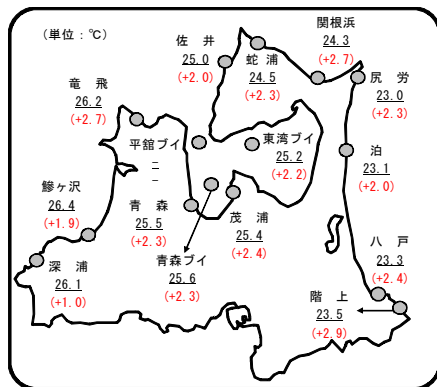 (単位：℃)
佐井
25.0
(+2.0)
蛇浦
24.5
(+2.3)
関根浜
24.3
(+2.7)
尻労
23.0
(+2.3)
竜飛
26.2
(+2.7)
平舘ブイ
--
--
東湾ブイ
25.2
(+2.2)
泊
23.1
(+2.0)
鰺ヶ沢
26.4
(+1.9)
青森
25.5
(+2.3)
茂浦
25.4
(+2.4)
青森ブイ
25.6
(+2.3)
深浦
26.1
(+1.0)
八戸
23.3
(+2.4)
階上
23.5
(+2.9)